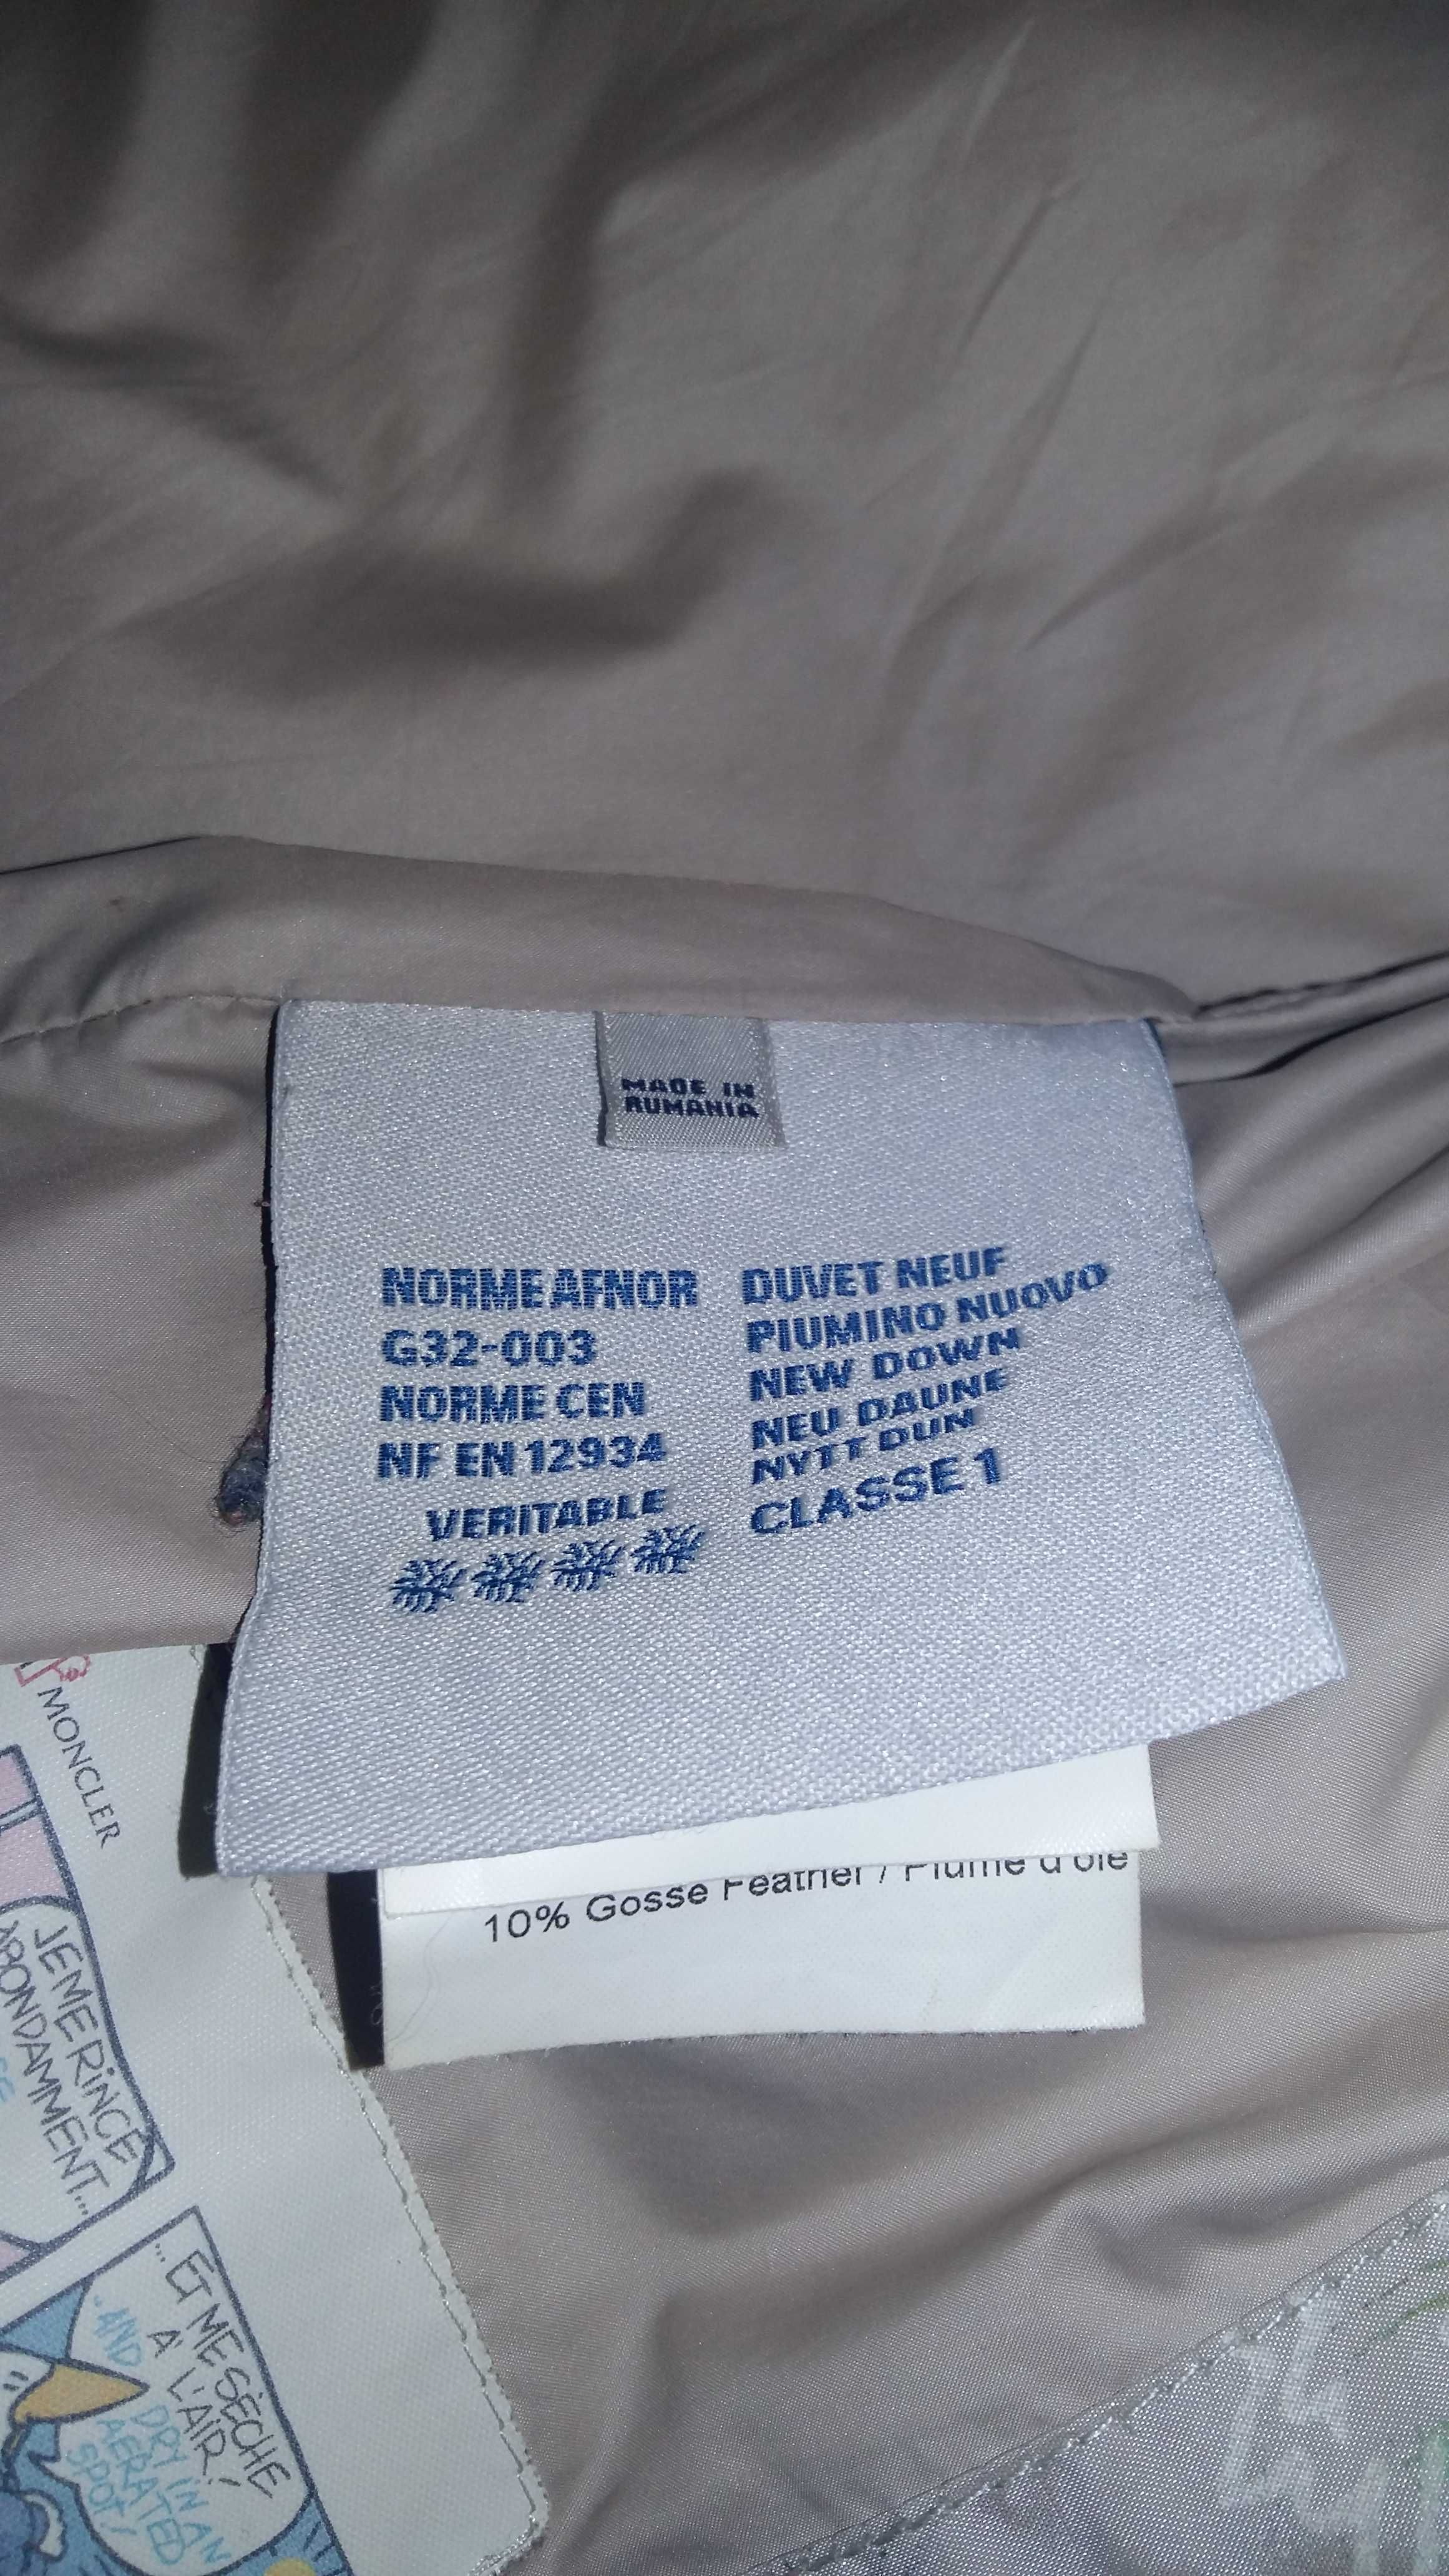 MADE IN
RUMANIA
NORME AFNOR
G32-003
NORME CEN
NF EN 12934
VERITABLE
DUVET NEUF
PIUMINO NUOVO
NEW DOWN
NEU DAUNE
NYTT DUN
CLASSE 1
10% Gosse Feather / Plume d'oie
MONCLER
JE ME RINCE
ABONDAMMENT...
...ET ME SÈCHE
A L'AIR!
...AND
DRY IN AN
AERATED
SPOT!